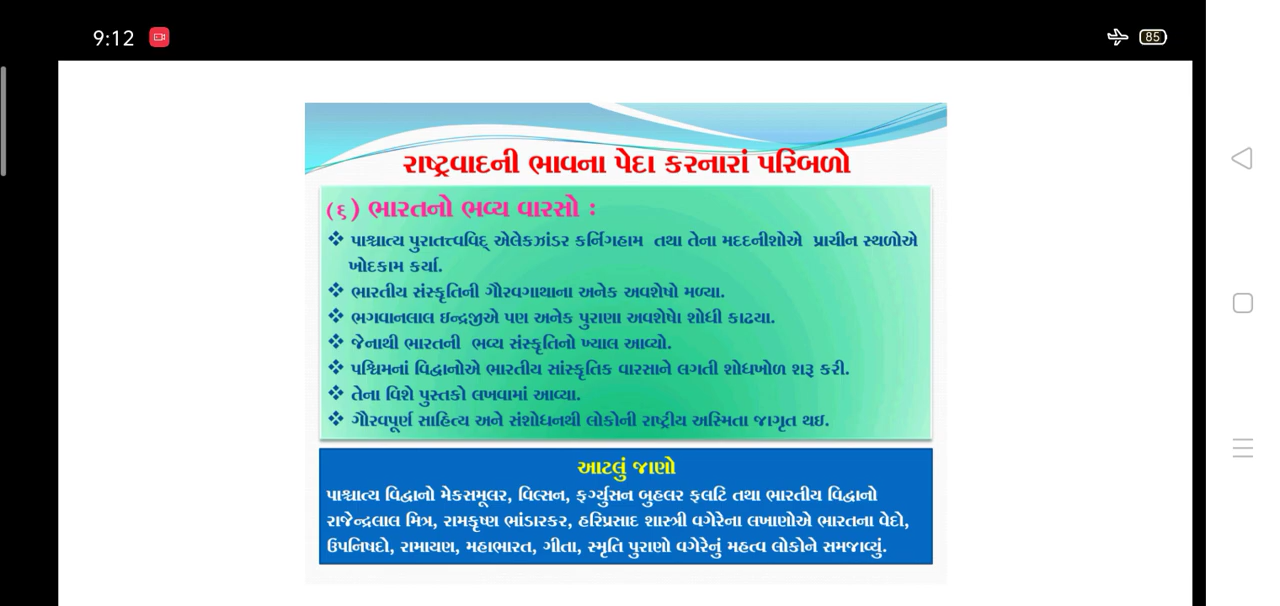 9:12
85
રાષ્ટ્રવાદની ભાવના પેદા કરનારાં પરિબળો
(૬) ભારતનો ભવ્ય વારસો :
❖ પાશ્ચાત્ય પુરાતત્ત્વવિદ્ એલેકઝાંડર કર્નિગહામ તથા તેના મદદનીશોએ પ્રાચીન સ્થળોએ
ખોદકામ કર્યા.
❖ ભારતીય સંસ્કૃતિની ગૌરવગાથાના અનેક અવશેષો મળ્યા.
❖ ભગવાનલાલ ઇન્દ્રજીએ પણ અનેક પુરાણા અવશેષો શોધી કાઢયા.
❖ જેનાથી ભારતની ભવ્ય સંસ્કૃતિનો ખ્યાલ આવ્યો.
❖ પશ્ચિમનાં વિદ્વાનોએ ભારતીય સાંસ્કૃતિક વારસાને લગતી શોધખોળ શરૂ કરી.
❖ તેના વિશે પુસ્તકો લખવામાં આવ્યા.
❖ ગૌરવપૂર્ણ સાહિત્ય અને સંશોધનથી લોકોની રાષ્ટ્રીય અસ્મિતા જાગૃત થઇ.
આટલું જાણો
પાશ્ચાત્ય વિદ્વાનો મેકસમૂલર, વિલ્સન, ફર્ગ્યુસન બુહલર ફલટિ તથા ભારતીય વિદ્વાનો
રાજેન્દ્રલાલ મિત્ર, રામકૃષ્ણ ભાંડારકર, હરિપ્રસાદ શાસ્ત્રી વગેરેના લખાણોએ ભારતના વેદો,
ઉપનિષદો, રામાયણ, મહાભારત, ગીતા, સ્મૃતિ પુરાણો વગેરેનું મહત્વ લોકોને સમજાવ્યું.